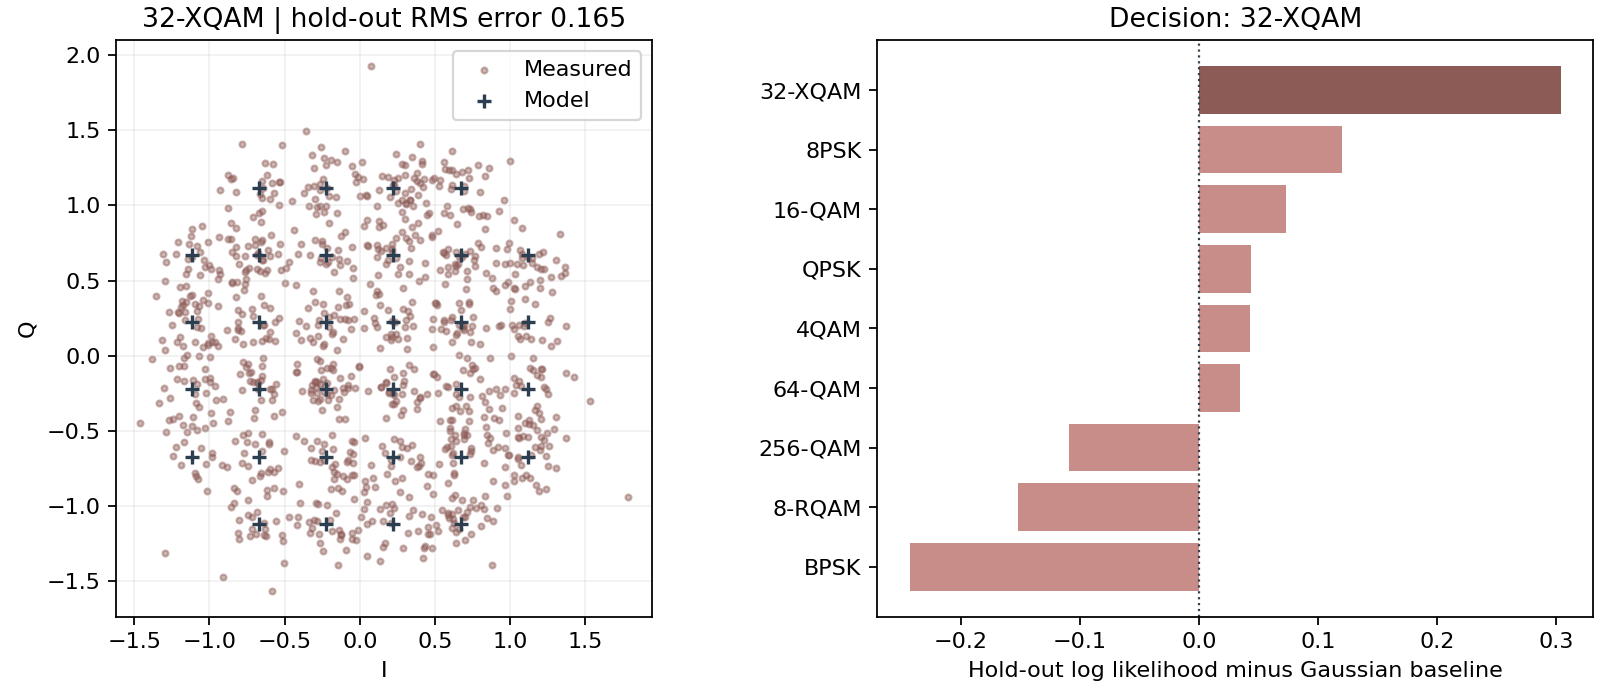 32-XQAM | hold-out RMS error 0.165
Measured
Model
2.0
1.5
1.0
0.5
0.0
−0.5
−1.0
−1.5
Q
−1.5 −1.0 −0.5 0.0 0.5 1.0 1.5
I
Decision: 32-XQAM
32-XQAM
8PSK
16-QAM
QPSK
4QAM
64-QAM
256-QAM
8-RQAM
BPSK
−0.2 −0.1 0.0 0.1 0.2 0.3
Hold-out log likelihood minus Gaussian baseline